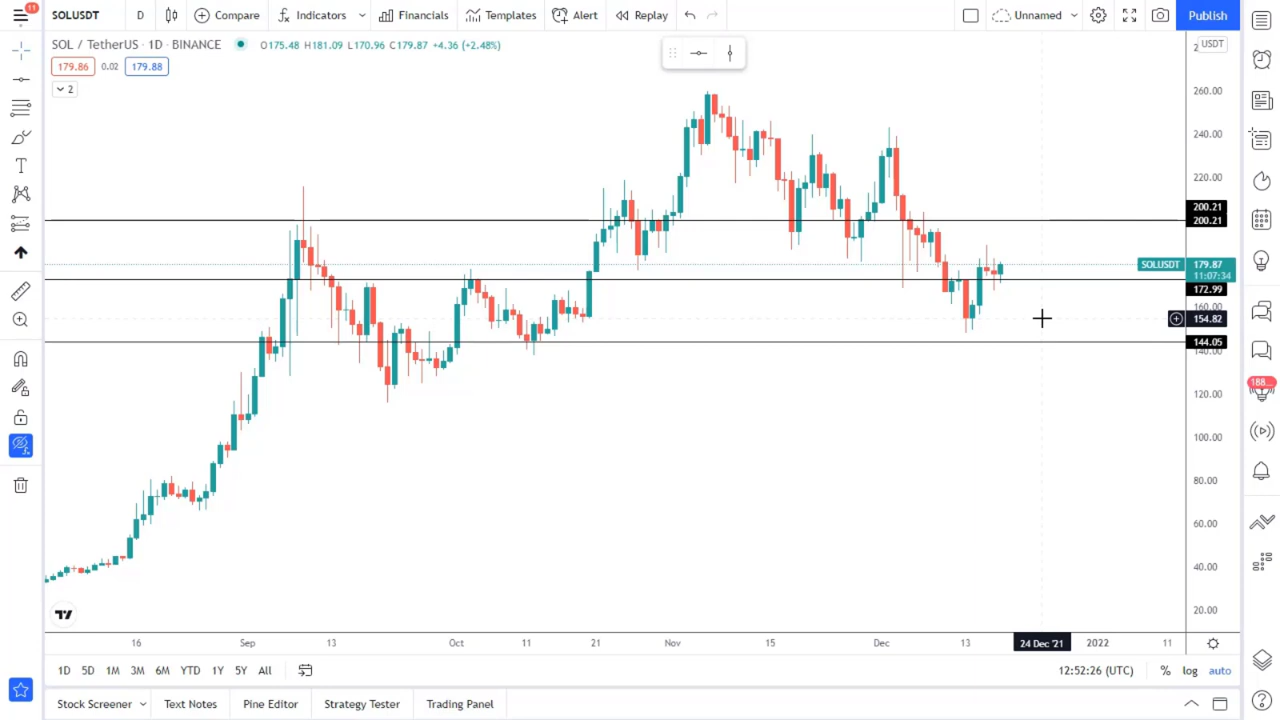 11
SOLUSDT
D
Compare
Indicators
Financials
Templates
Alert
Replay
Unnamed
Publish
SOL / TetherUS · 1D · BINANCE
O175.48 H181.09 L170.96 C179.87 +4.36 (+2.48%)
USDT
179.86
0.02
179.88
2
260.00
240.00
220.00
200.21
200.21
SOLUSDT
179.87
11:07:34
172.99
160.00
154.82
144.05
140.00
120.00
100.00
80.00
60.00
40.00
20.00
188...
16
Sep
13
Oct
11
21
Nov
15
Dec
13
24 Dec '21
2022
11
1D
5D
1M
3M
6M
YTD
1Y
5Y
All
12:52:26 (UTC)
%
log
auto
Stock Screener
Text Notes
Pine Editor
Strategy Tester
Trading Panel